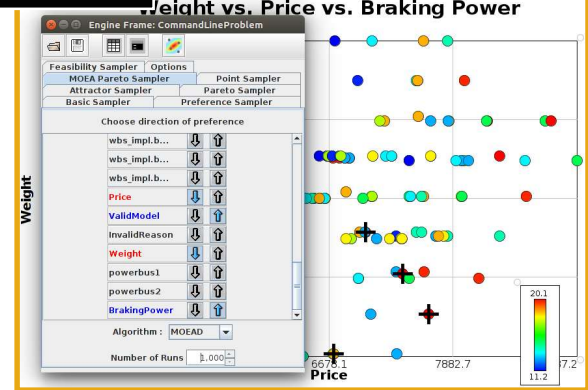 Weight vs. Price vs. Braking Power
Engine Frame: CommandLineProblem
Feasibility Sampler
Options
MOEA Pareto Sampler
Point Sampler
Attractor Sampler
Pareto Sampler
Basic Sampler
Preference Sampler
Choose direction of preference
wbs_impl.b...
wbs_impl.b...
wbs_impl.b...
Price
ValidModel
InvalidReason
Weight
powerbus1
powerbus2
BrakingPower
Algorithm :
MOEAD
Number of Runs
1,000
Weight
6678.1
7882.7
Price
20.1
11.2